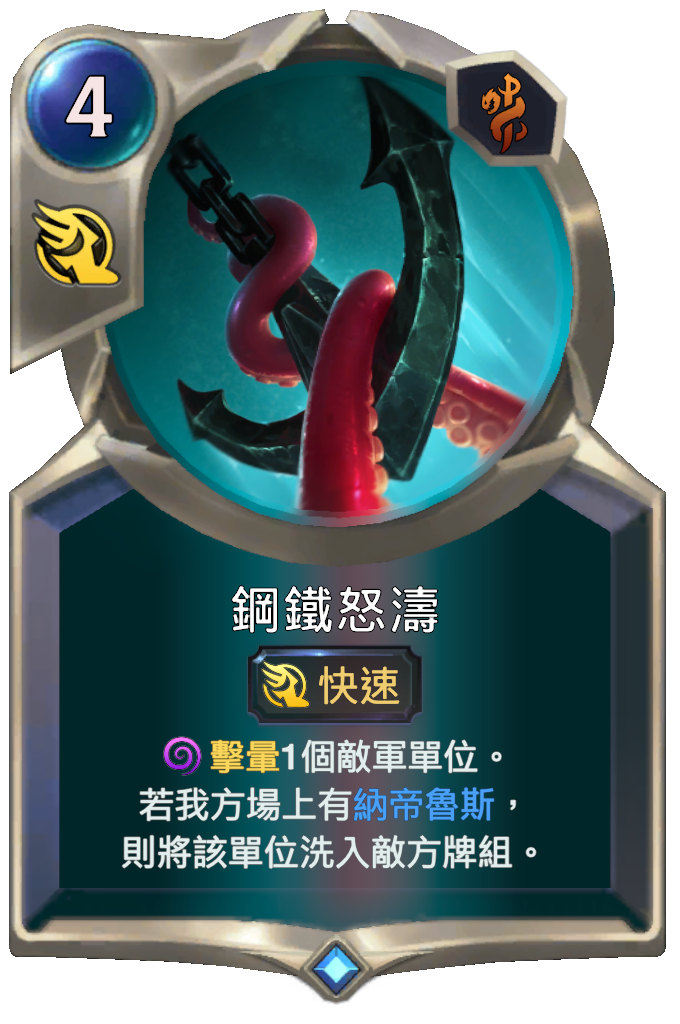 4
鋼鐵怒濤
快速
擊暈1個敵軍單位。
若我方場上有納帝魯斯，
則將該單位洗入敵方牌組。